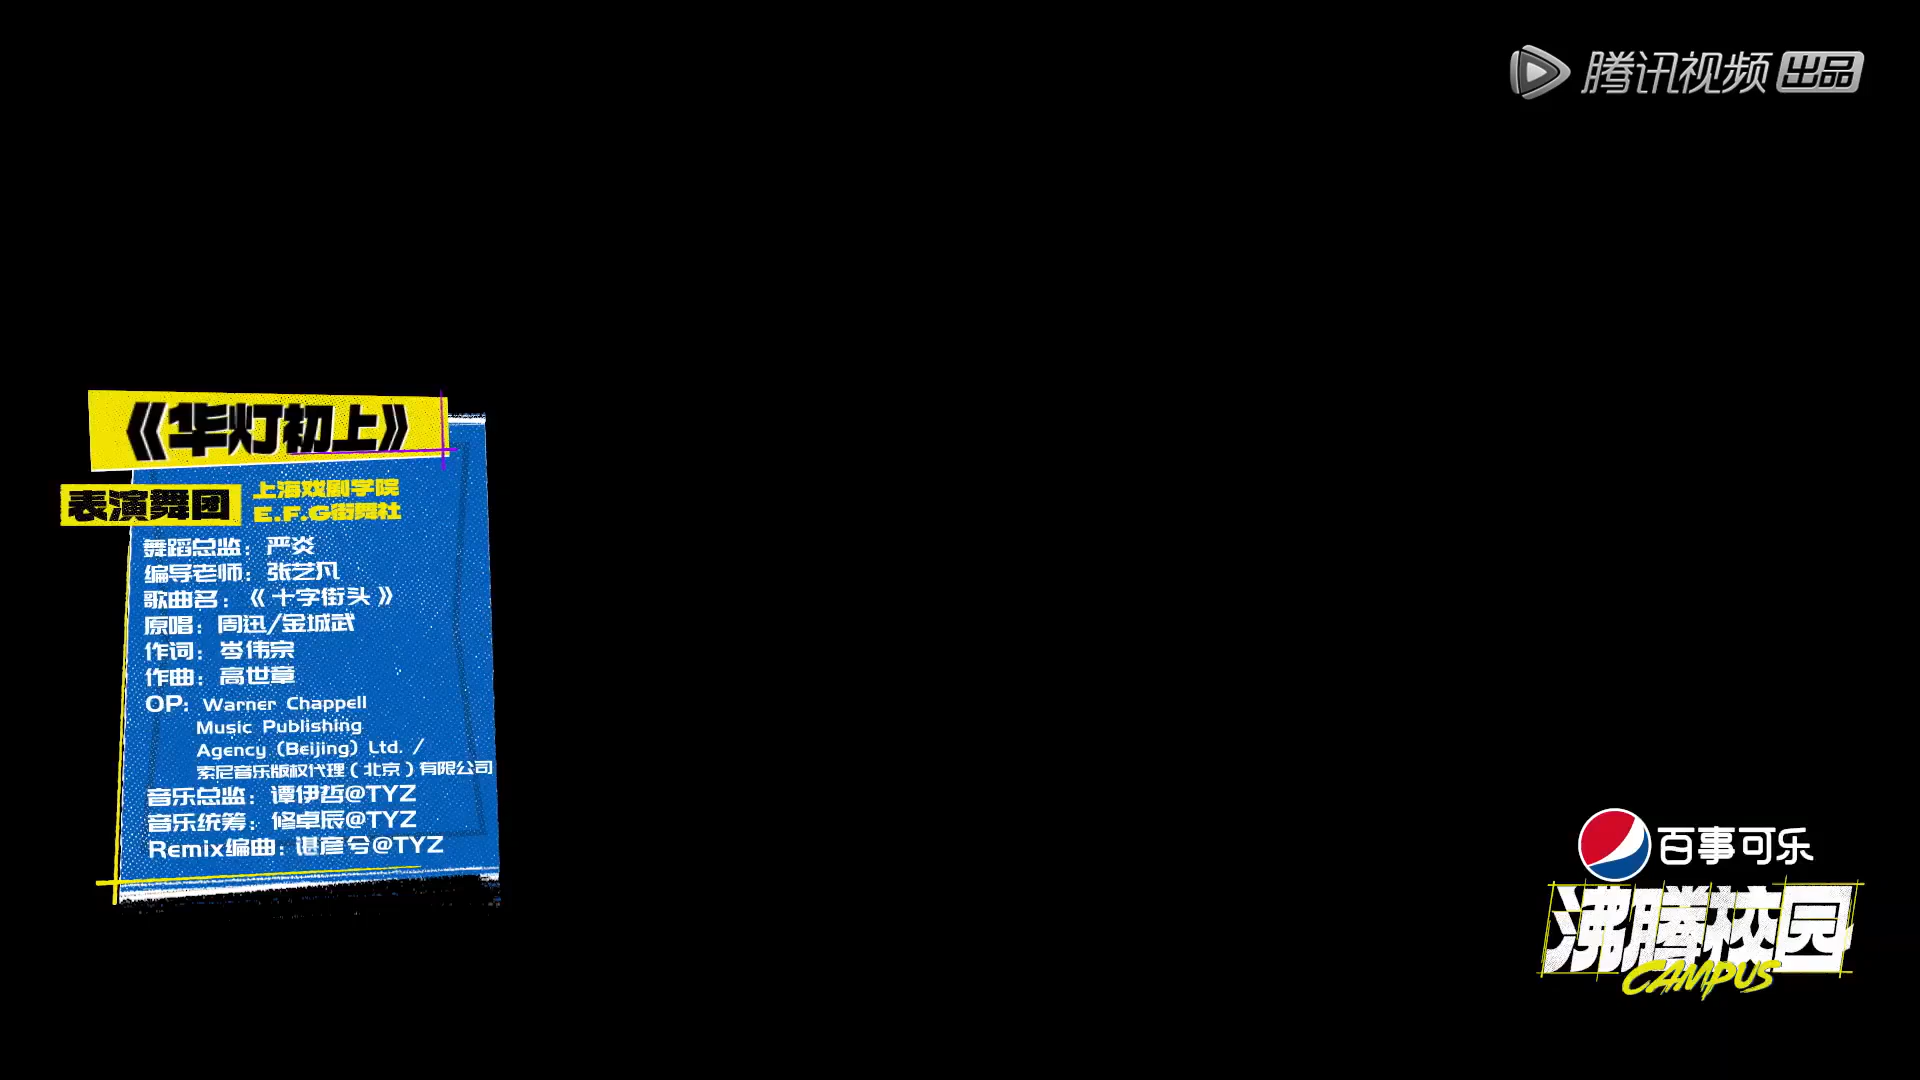 腾讯视频 出品
《华灯初上》
表演舞团
上海戏剧学院
E.F.G街舞社
舞蹈总监：严炎
编导老师：张艺凡
歌曲名：《十字街头》
原唱：周迅/金城武
作词：岑伟宗
作曲：高世章
OP: Warner Chappell
Music Publishing
Agency (Beijing) Ltd. /
索尼音乐版权代理（北京）有限公司
音乐总监：谭伊哲@TYZ
音乐统筹：修卓辰@TYZ
Remix编曲：谌彦兮@TYZ
百事可乐
沸腾校园
CAMPUS